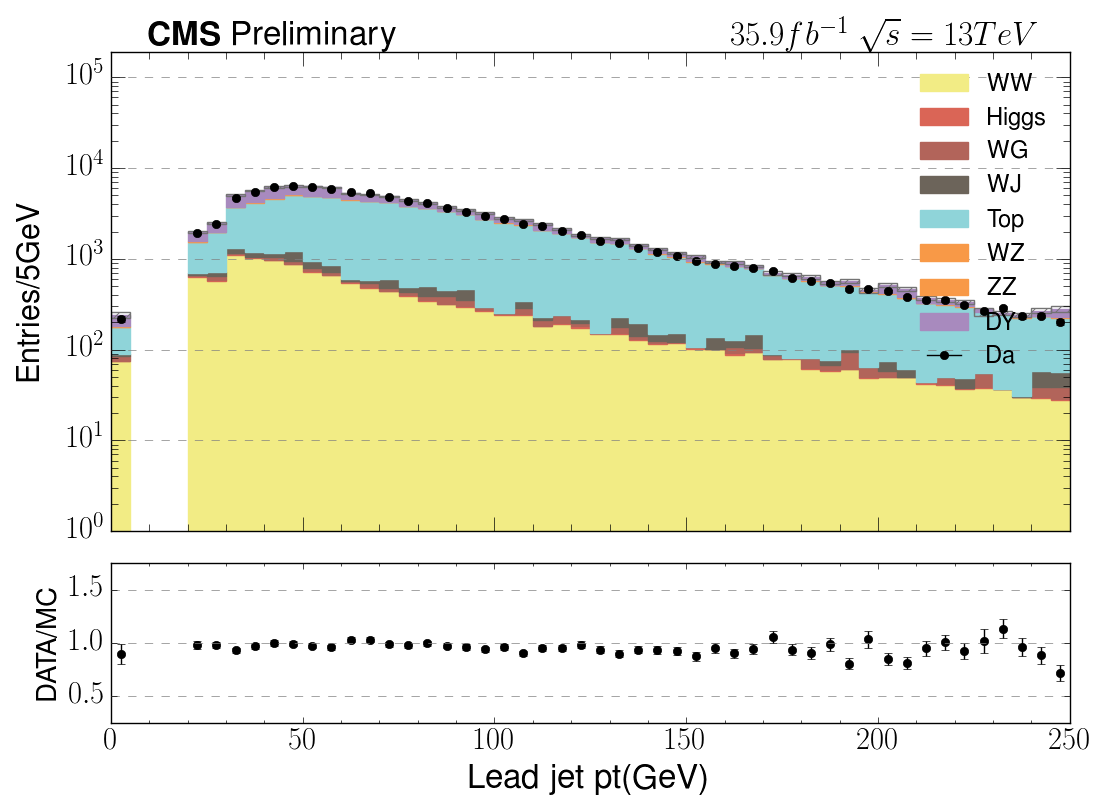 CMS Preliminary 35.9fb⁻¹ √s = 13TeV
Entries/5GeV
10⁵
10⁴
10³
10²
10¹
10⁰
WW
Higgs
WG
WJ
Top
WZ
ZZ
DY
Da
DATA/MC
1.5
1.0
0.5
0 50 100 150 200 250
Lead jet pt(GeV)